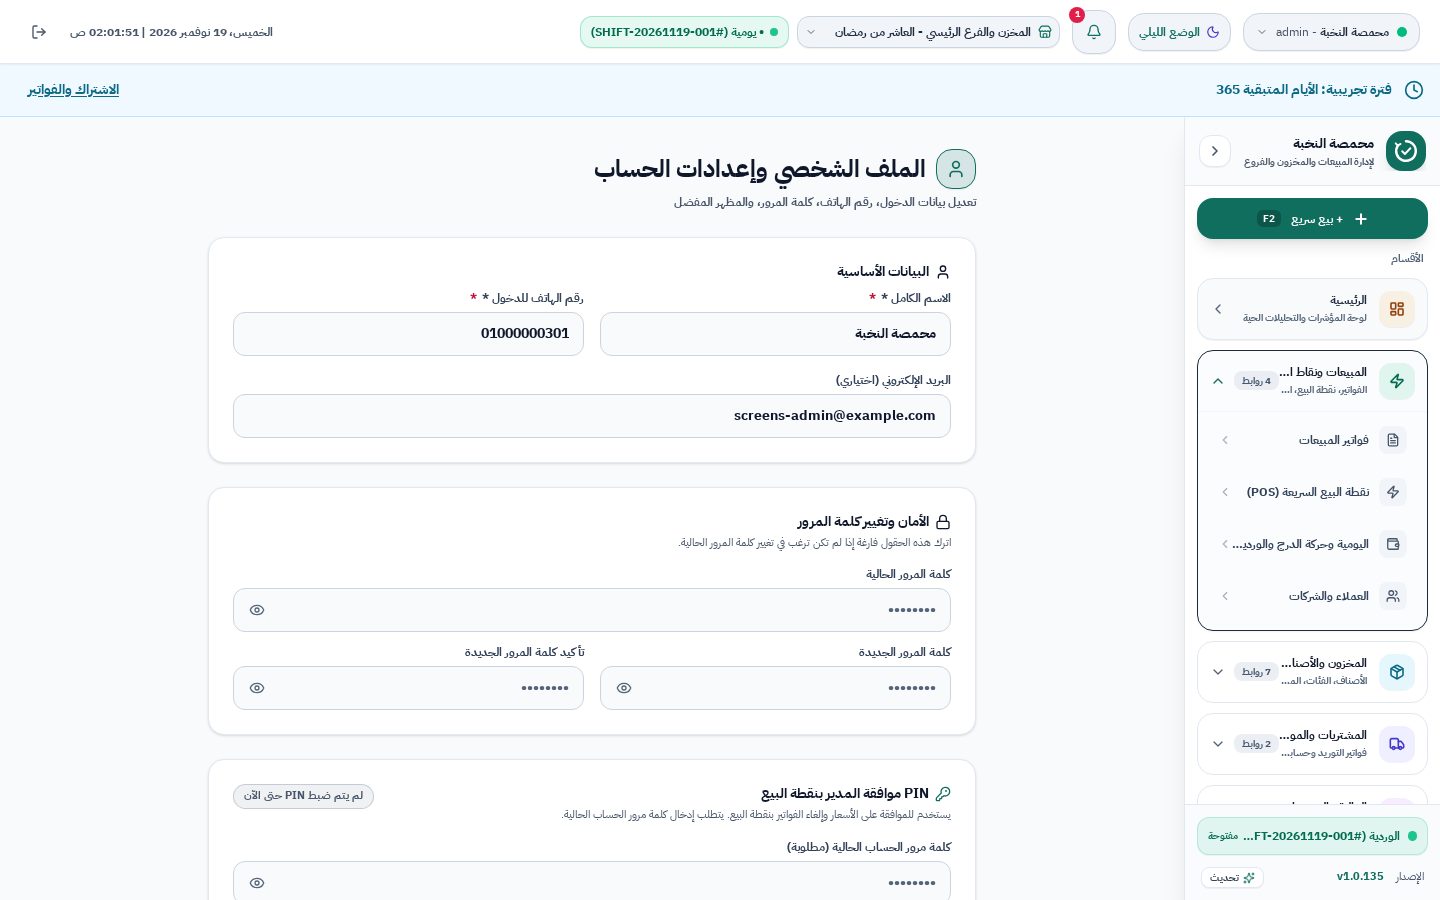 محمصة النخبة - admin
الوضع الليلي
1
المخزن والفرع الرئيسي - العاشر من رمضان
• يومية (#SHIFT-20261119-001)
الخميس، 19 نوفمبر 2026 | 02:01:51 ص
فترة تجريبية: الأيام المتبقية 365
الاشتراك والفواتير
محمصة النخبة
لإدارة المبيعات والمخزون والفروع
+ بيع سريع F2
الأقسام
الرئيسية
لوحة المؤشرات والتحليلات الحية
المبيعات ونقاط ا...
4 روابط
الفواتير، نقطة البيع، ا...
فواتير المبيعات
نقطة البيع السريعة (POS)
اليومية وحركة الدرج والورديـ...
العملاء والشركات
المخزون والأصنا...
7 روابط
الأصناف، الفئات، المـ...
المشتريات والمو...
2 روابط
فواتير التوريد وحسابـ...
الوردية (#FT-20261119-001... مفتوحة
الإصدار v1.0.135
تحديث
الملف الشخصي وإعدادات الحساب
تعديل بيانات الدخول، رقم الهاتف، كلمة المرور، والمظهر المفضل
البيانات الأساسية
الاسم الكامل * *
محمصة النخبة
رقم الهاتف للدخول * *
01000000301
البريد الإلكتروني (اختياري)
screens-admin@example.com
الأمان وتغيير كلمة المرور
اترك هذه الحقول فارغة إذا لم تكن ترغب في تغيير كلمة المرور الحالية.
كلمة المرور الحالية
••••••••
كلمة المرور الجديدة
••••••••
تأكيد كلمة المرور الجديدة
••••••••
PIN موافقة المدير بنقطة البيع
لم يتم ضبط PIN حتى الآن
يستخدم للموافقة على الأسعار وإلغاء الفواتير بنقطة البيع. يتطلب إدخال كلمة مرور الحساب الحالية.
كلمة مرور الحساب الحالية (مطلوبة)
••••••••